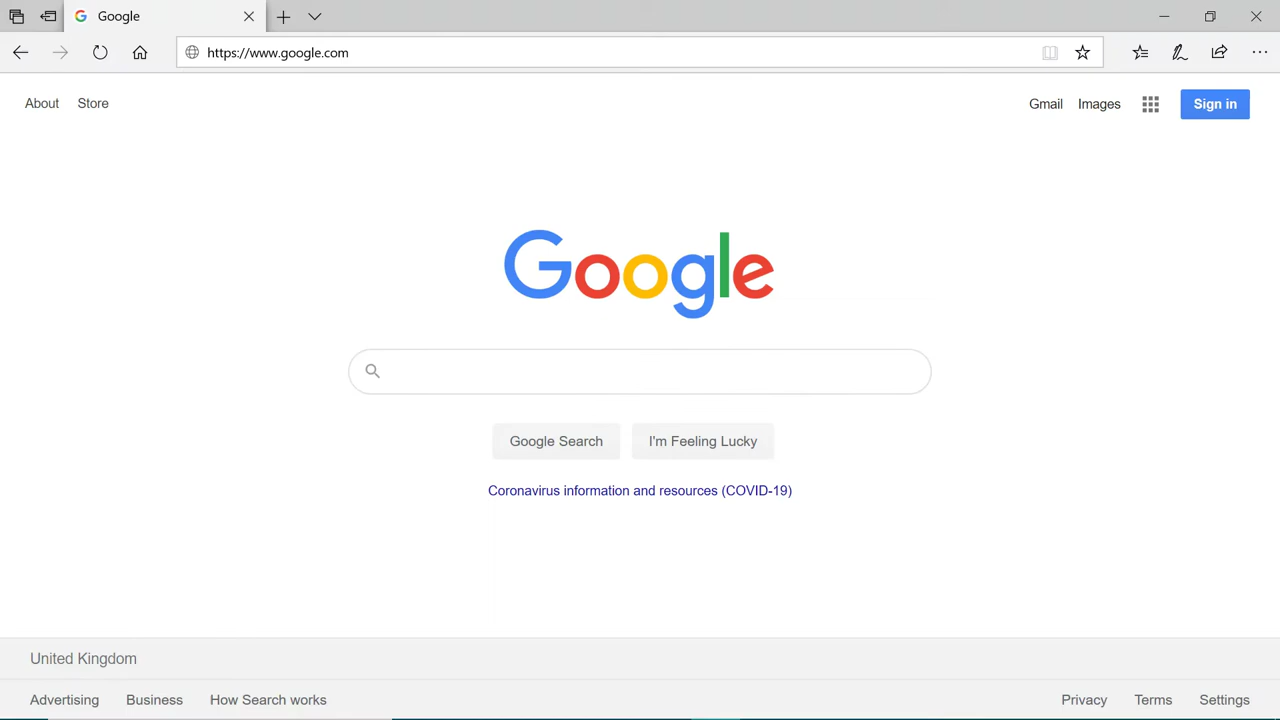 Google
https://www.google.com
About Store Gmail Images Sign in
Google
Google Search I'm Feeling Lucky
Coronavirus information and resources (COVID-19)
United Kingdom
Advertising Business How Search works Privacy Terms Settings